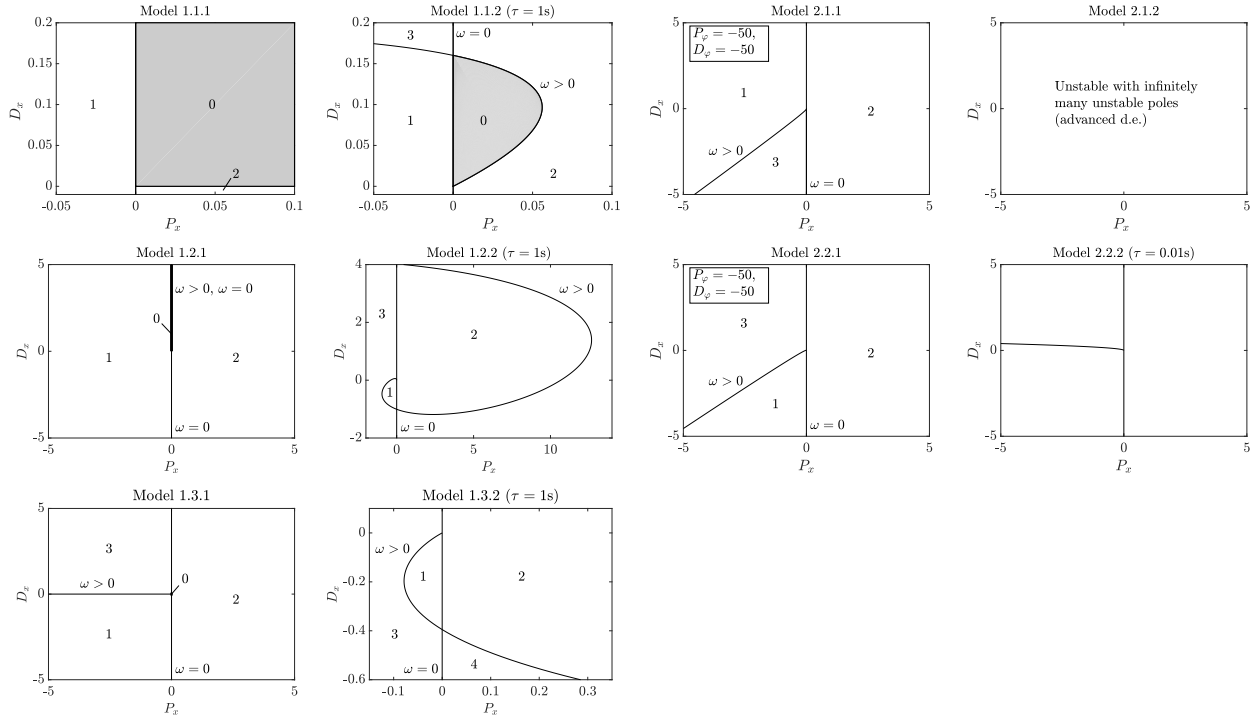 Model 1.1.1
0.2
0.15
0.1
0.05
0
D_x
1
0
2
-0.05
0
0.05
0.1
P_x
Model 1.1.2 (τ = 1s)
0.2
0.15
0.1
0.05
0
D_x
3
ω = 0
ω > 0
1
0
2
-0.05
0
0.05
0.1
P_x
Model 2.1.1
5
0
-5
D_x
P_φ = −50,
D_φ = −50
1
2
ω > 0
3
ω = 0
-5
0
5
P_x
Model 2.1.2
5
0
-5
D_x
Unstable with infinitely
many unstable poles
(advanced d.e.)
-5
0
5
P_x
Model 1.2.1
5
0
-5
D_x
ω > 0, ω = 0
0
1
2
ω = 0
-5
0
5
P_x
Model 1.2.2 (τ = 1s)
4
2
0
-2
D_x
ω > 0
3
2
1
ω = 0
0
5
10
P_x
Model 2.2.1
5
0
-5
D_x
P_φ = −50,
D_φ = −50
3
2
ω > 0
1
ω = 0
-5
0
5
P_x
Model 2.2.2 (τ = 0.01s)
5
0
-5
D_x
-5
0
5
P_x
Model 1.3.1
5
0
-5
D_x
3
ω > 0
0
2
1
ω = 0
-5
0
5
P_x
Model 1.3.2 (τ = 1s)
0
-0.2
-0.4
-0.6
D_x
ω > 0
1
2
3
ω = 0
4
-0.1
0
0.1
0.2
0.3
P_x